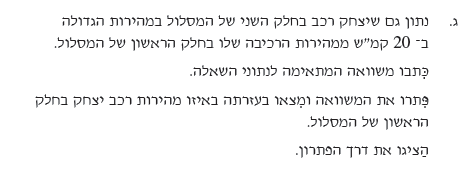 ג. נתון גם שיצחק רכב בחלק השני של המסלול במהירות הגדולה
ב־ 20 קמ"ש ממהירות הרכיבה שלו בחלק הראשון של המסלול.
כִּתבו משוואה המתאימה לנתוני השאלה.
פִּתרו את המשוואה ומִצאו בעזרתה באיזו מהירות רכב יצחק בחלק
הראשון של המסלול.
הַציגו את דרך הפתרון.